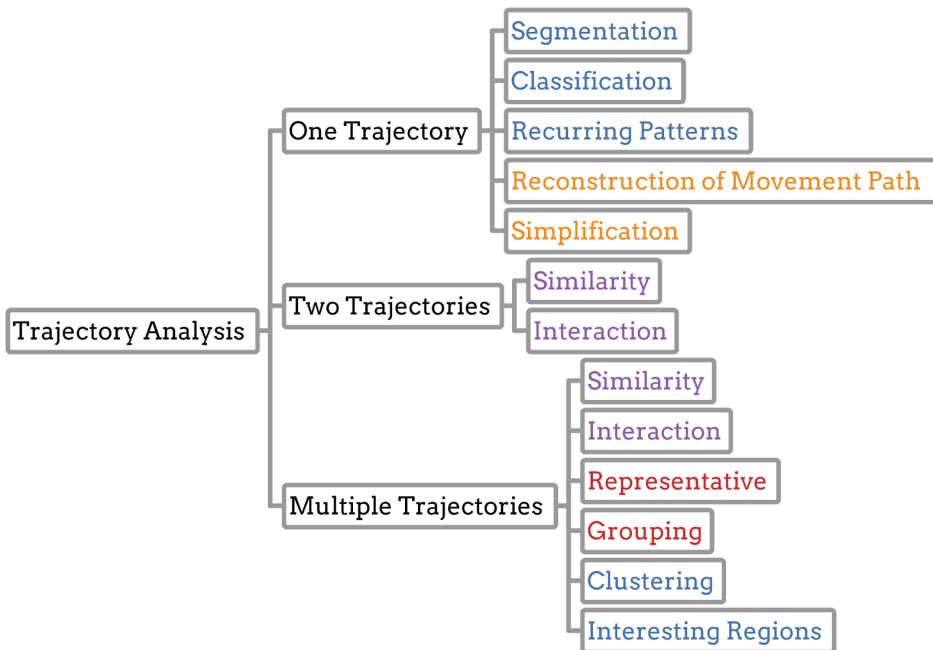 Trajectory Analysis
One Trajectory
Segmentation
Classification
Recurring Patterns
Reconstruction of Movement Path
Simplification
Two Trajectories
Similarity
Interaction
Multiple Trajectories
Similarity
Interaction
Representative
Grouping
Clustering
Interesting Regions